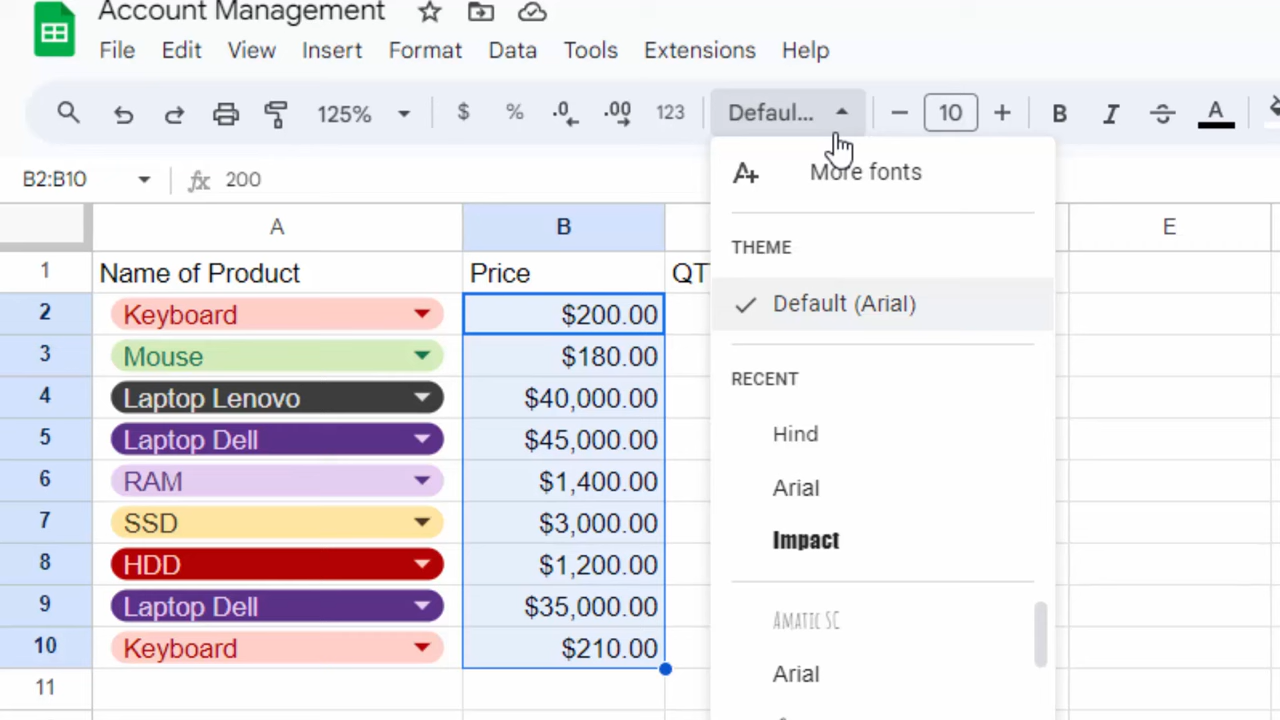 Account Management
File Edit View Insert Format Data Tools Extensions Help
125% $ % .0 .00 123 Defaul... − 10 + B I S A
B2:B10 fx 200
More fonts
THEME
Default (Arial)
RECENT
Hind
Arial
Impact
Amatic SC
Arial
A B E
1 Name of Product Price QT
2 Keyboard $200.00
3 Mouse $180.00
4 Laptop Lenovo $40,000.00
5 Laptop Dell $45,000.00
6 RAM $1,400.00
7 SSD $3,000.00
8 HDD $1,200.00
9 Laptop Dell $35,000.00
10 Keyboard $210.00
11